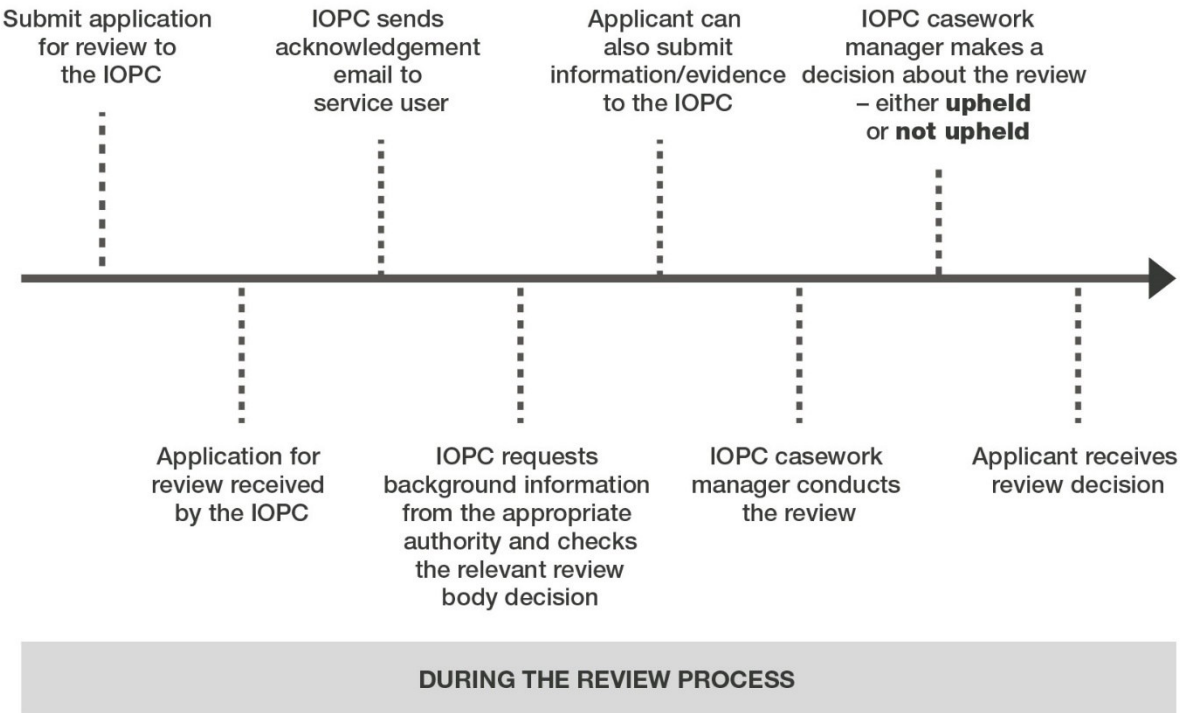 Submit application
for review to
the IOPC
IOPC sends
acknowledgement
email to
service user
Applicant can
also submit
information/evidence
to the IOPC
IOPC casework
manager makes a
decision about the review
– either upheld
or not upheld
Application for
review received
by the IOPC
IOPC requests
background information
from the appropriate
authority and checks
the relevant review
body decision
IOPC casework
manager conducts
the review
Applicant receives
review decision
DURING THE REVIEW PROCESS